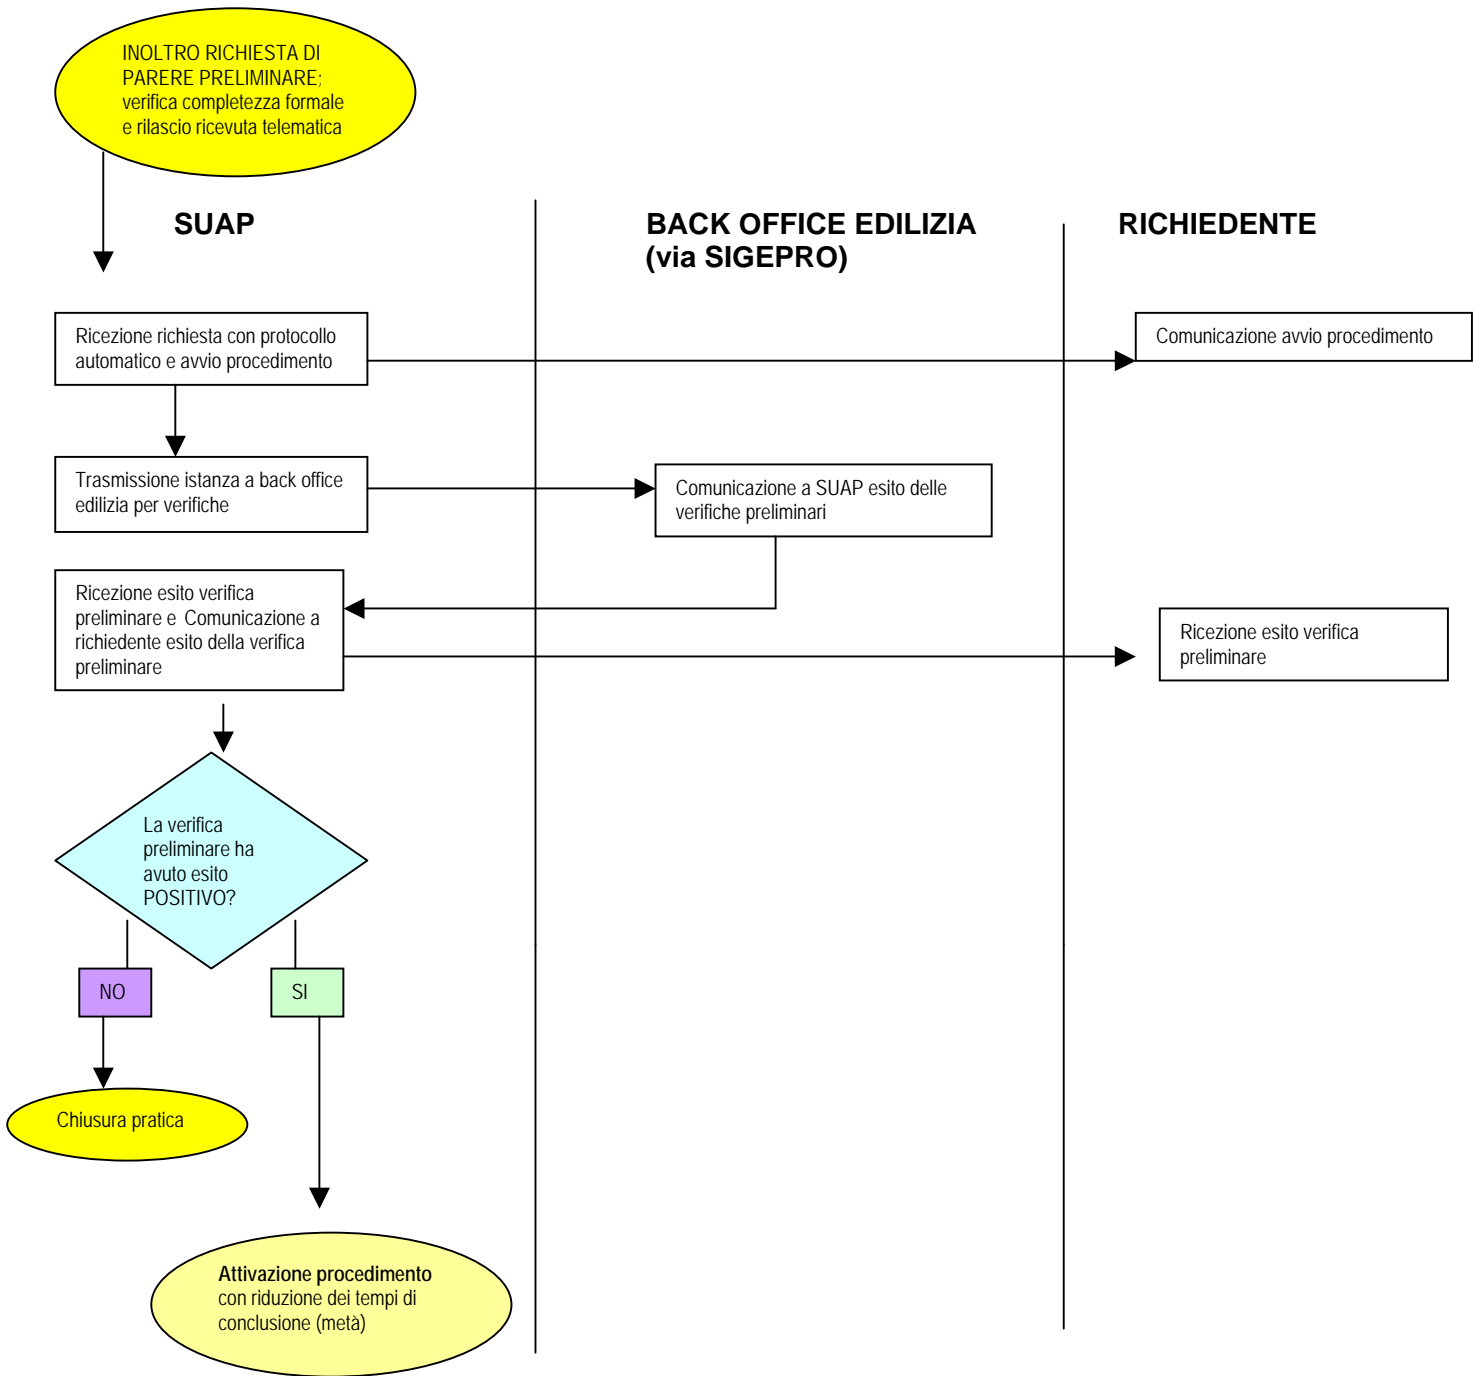 INOLTRO RICHIESTA DI
PARERE PRELIMINARE;
verifica completezza formale
e rilascio ricevuta telematica
SUAP
BACK OFFICE EDILIZIA
(via SIGEPRO)
RICHIEDENTE
Ricezione richiesta con protocollo
automatico e avvio procedimento
Comunicazione avvio procedimento
Trasmissione istanza a back office
edilizia per verifiche
Comunicazione a SUAP esito delle
verifiche preliminari
Ricezione esito verifica
preliminare e Comunicazione a
richiedente esito della verifica
preliminare
Ricezione esito verifica
preliminare
La verifica
preliminare ha
avuto esito
POSITIVO?
NO
SI
Chiusura pratica
Attivazione procedimento
con riduzione dei tempi di
conclusione (metà)